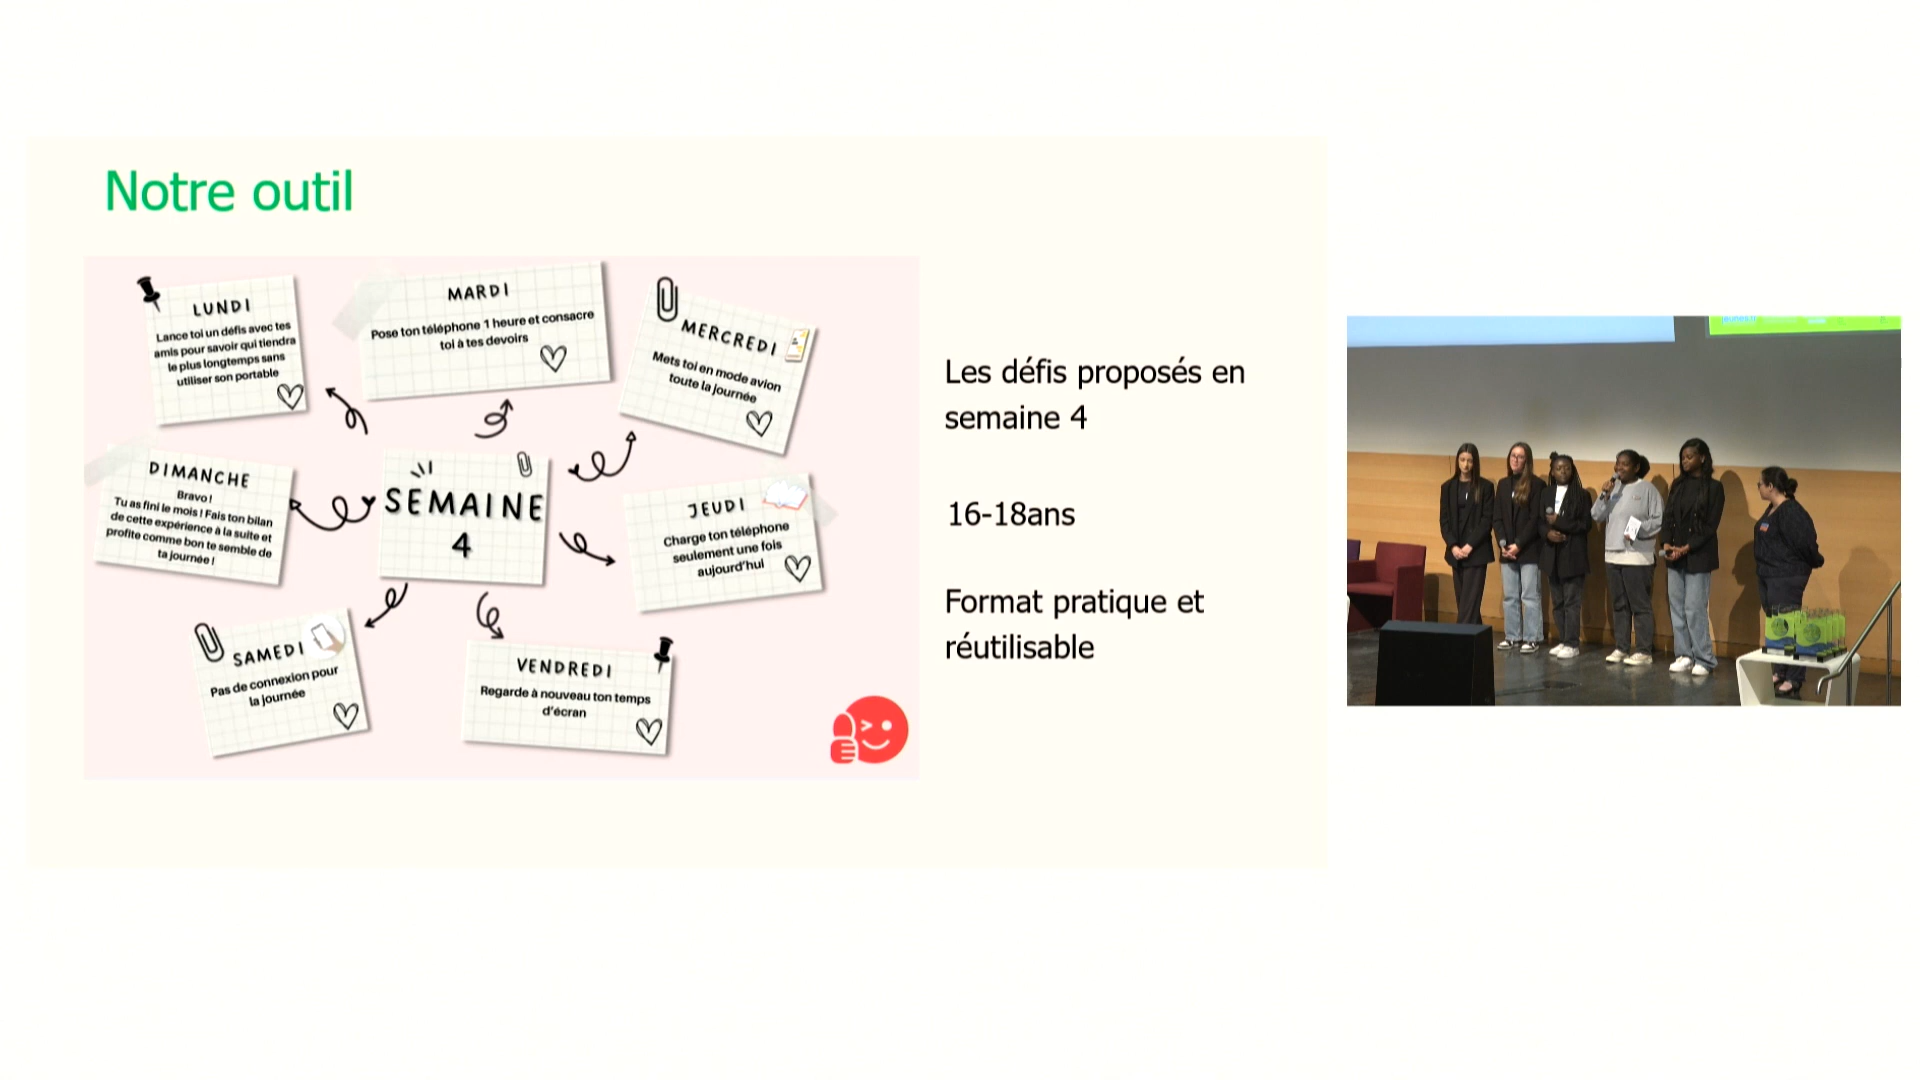 Notre outil
LUNDI
Lance toi un défis avec tes
amis pour savoir qui tiendra
le plus longtemps sans
utiliser son portable
MARDI
Pose ton téléphone 1 heure et consacre
toi à tes devoirs
MERCREDI
Mets toi en mode avion
toute la journée
DIMANCHE
Bravo !
Tu as fini le mois ! Fais ton bilan
de cette expérience à la suite et
profite comme bon te semble de
ta journée !
SEMAINE
4
JEUDI
Charge ton téléphone
seulement une fois
aujourd'hui
SAMEDI
Pas de connexion pour
la journée
VENDREDI
Regarde à nouveau ton temps
d'écran
Les défis proposés en
semaine 4
16-18ans
Format pratique et
réutilisable